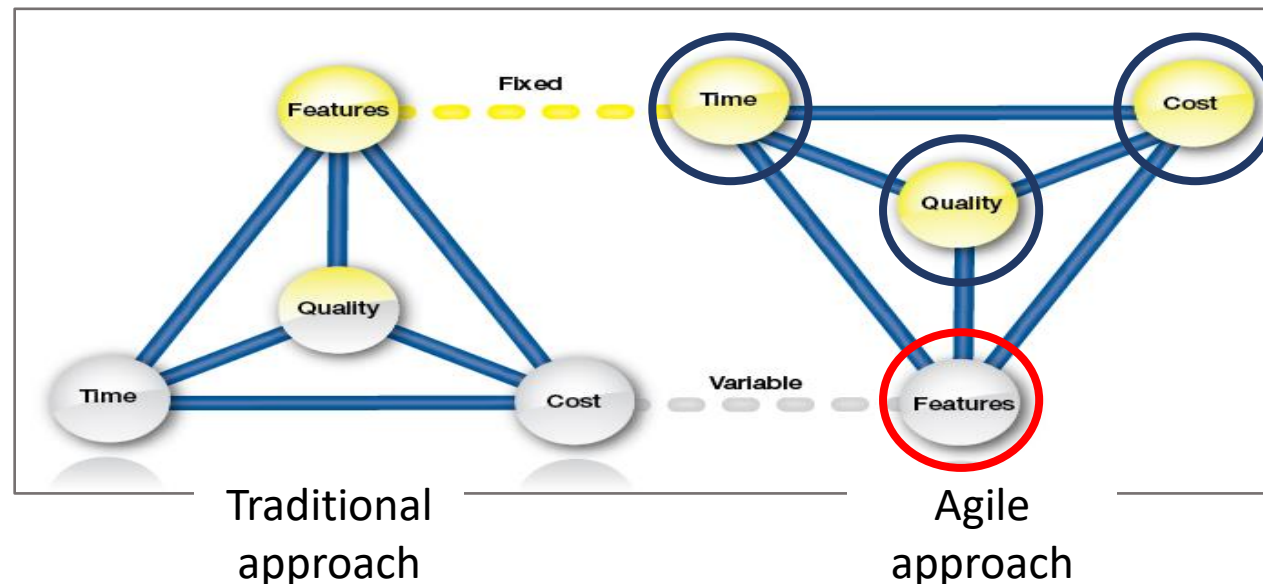 Fixed
Features
Time
Cost
Quality
Quality
Time
Cost
Variable
Features
Traditional
approach
Agile
approach